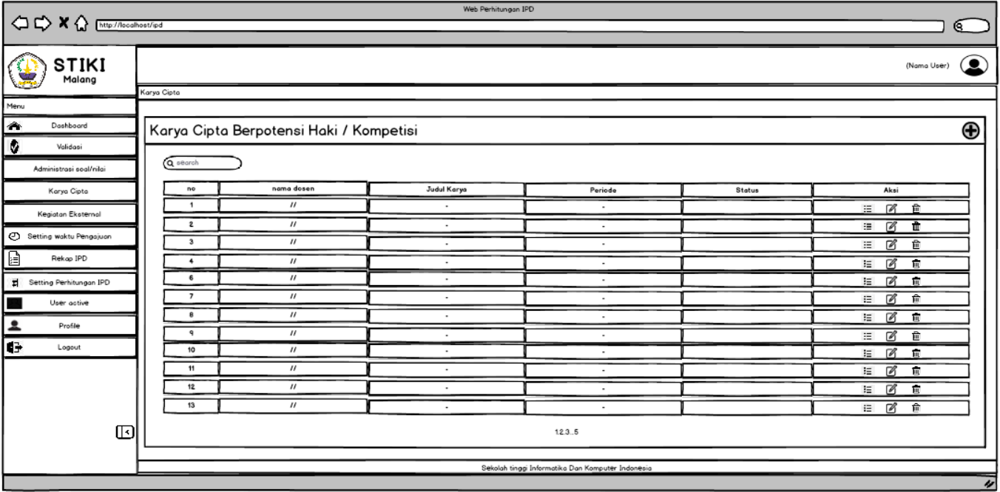 Web Perhitungan IPD
http://localhost/ipd
STIKI
Malang
(Nama User)
Karya Cipta
Menu
Dashboard
Validasi
Administrasi soal/nilai
Karya Cipta
Kegiatan Eksternal
Setting waktu Pengajuan
Rekap IPD
Setting Perhitungan IPD
User active
Profile
Logout
Karya Cipta Berpotensi Haki / Kompetisi
search
no nama dosen Judul Karya Periode Status Aksi
1 // - -
2 // - -
3 // - -
4 // - -
6 // - -
7 // - -
8 // - -
9 // - -
10 // - -
11 // - -
12 // - -
13 // - -
1.2.3...5
Sekolah tinggi Informatika Dan Komputer Indonesia